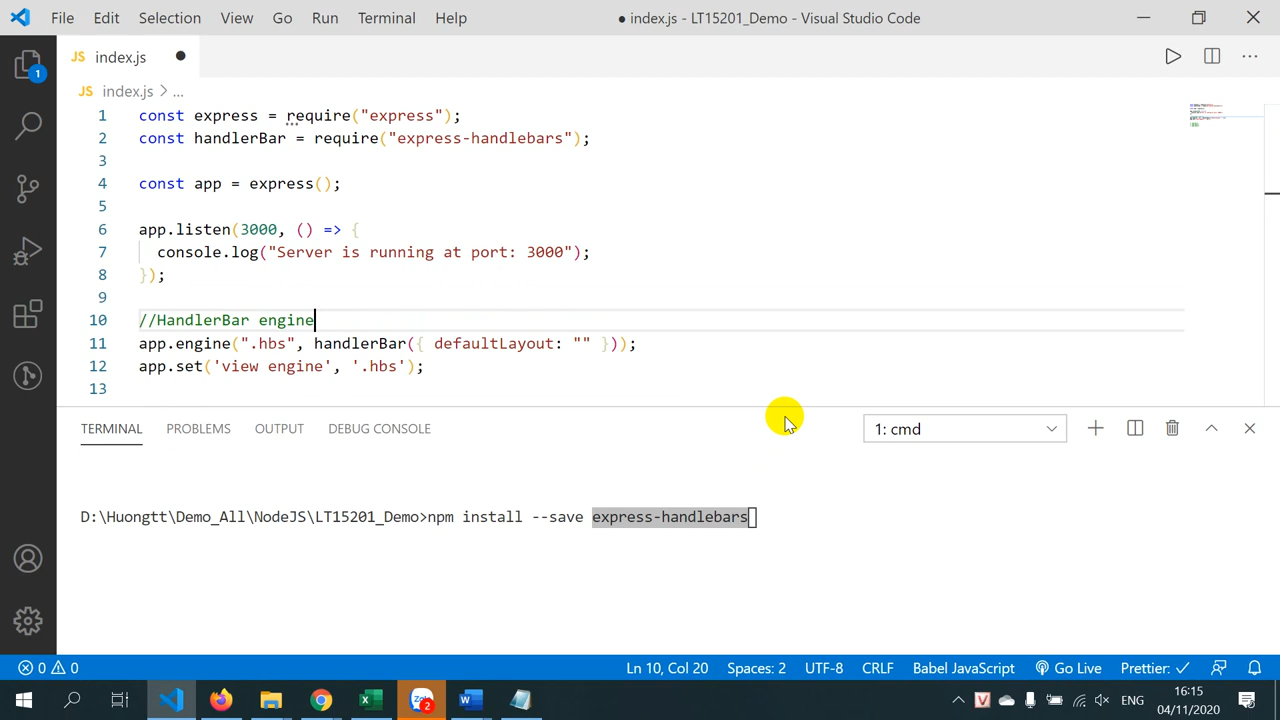 File Edit Selection View Go Run Terminal Help ● index.js - LT15201_Demo - Visual Studio Code
JS index.js
1
JS index.js > ...
1 const express = require("express");
2 const handlerBar = require("express-handlebars");
3
4 const app = express();
5
6 app.listen(3000, () => {
7 console.log("Server is running at port: 3000");
8 });
9
10 //HandlerBar engine
11 app.engine(".hbs", handlerBar({ defaultLayout: "" }));
12 app.set('view engine', '.hbs');
13
TERMINAL PROBLEMS OUTPUT DEBUG CONSOLE 1: cmd
D:\Huongtt\Demo_All\NodeJS\LT15201_Demo>npm install --save express-handlebars
0 0 Ln 10, Col 20 Spaces: 2 UTF-8 CRLF Babel JavaScript Go Live Prettier: ✓
2 ENG 16:15
04/11/2020